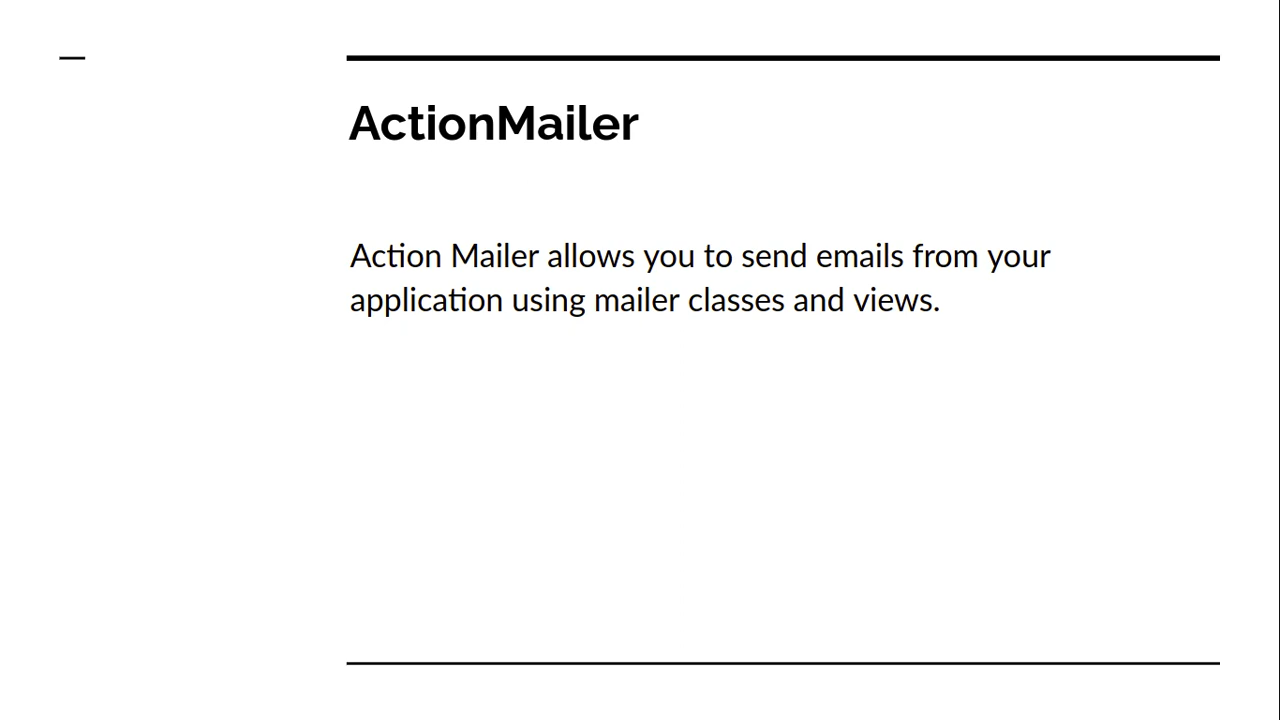 ActionMailer
Action Mailer allows you to send emails from your
application using mailer classes and views.